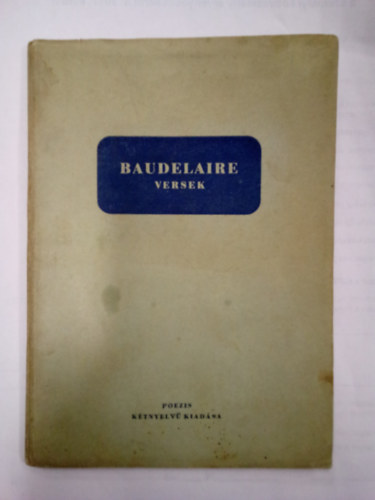 BAUDELAIRE
VERSEK
POEZIS
KÉTNYELVŰ KIADÁSA